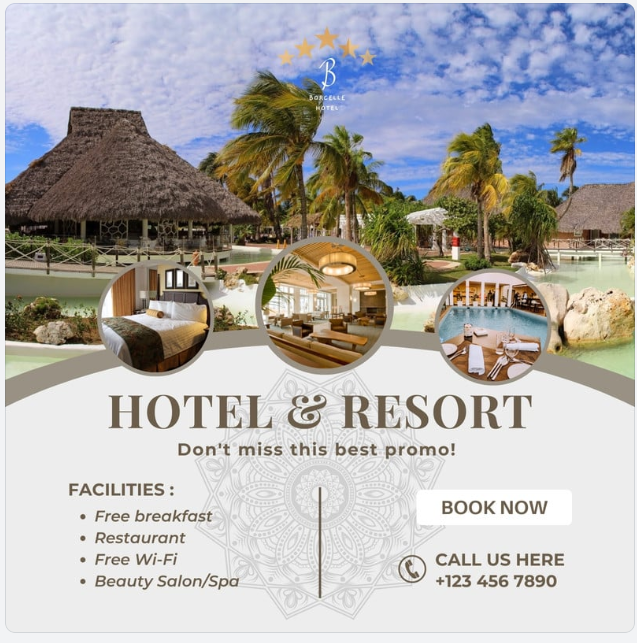 B
BORCELLE
HOTEL
HOTEL & RESORT
Don't miss this best promo!
FACILITIES :
• Free breakfast
• Restaurant
• Free Wi-Fi
• Beauty Salon/Spa
BOOK NOW
CALL US HERE
+123 456 7890